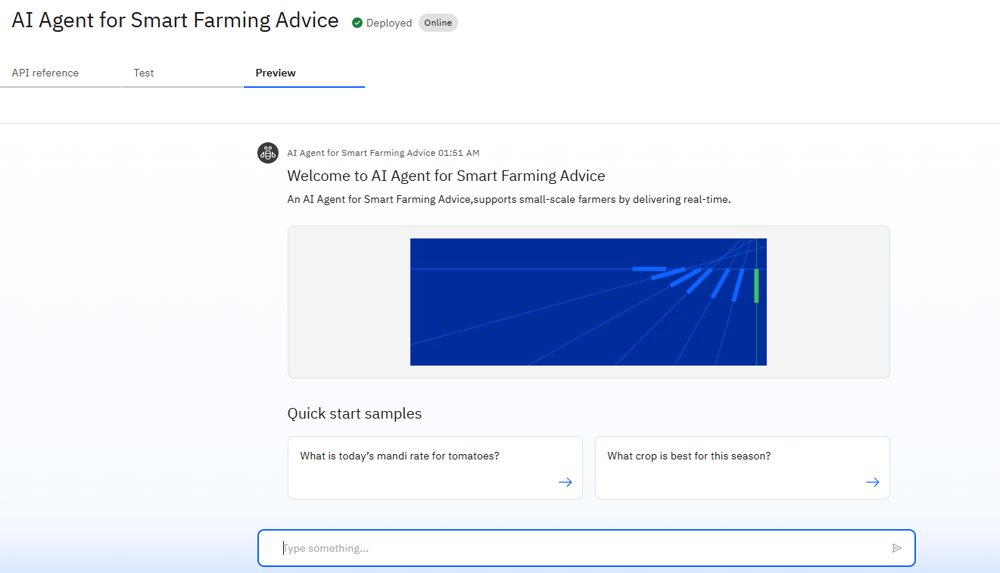 AI Agent for Smart Farming Advice Deployed Online
API reference Test Preview
AI Agent for Smart Farming Advice 01:51 AM
Welcome to AI Agent for Smart Farming Advice
An AI Agent for Smart Farming Advice,supports small-scale farmers by delivering real-time.
Quick start samples
What is today’s mandi rate for tomatoes? What crop is best for this season?
Type something...